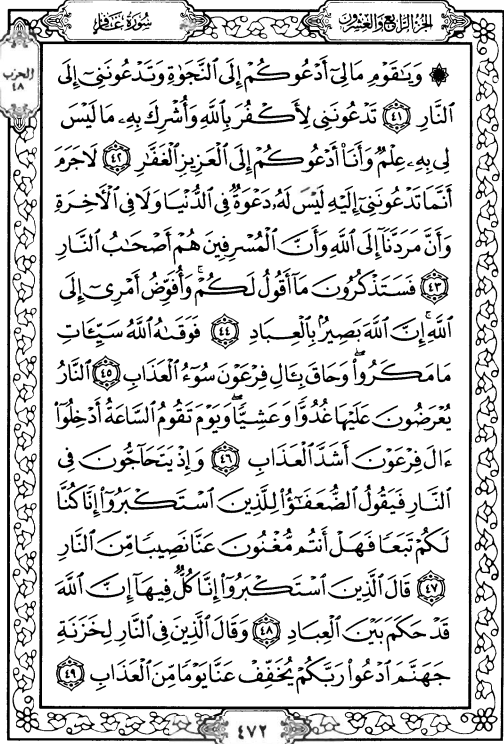 الجزء الرابع والعشرون
سورة غافر
الحزب
٤٨
۞ وَيَٰقَوْمِ مَا لِىٓ أَدْعُوكُمْ إِلَى ٱلنَّجَوٰةِ وَتَدْعُونَنِىٓ إِلَى
ٱلنَّارِ ٤١ تَدْعُونَنِى لِأَكْفُرَ بِٱللَّهِ وَأُشْرِكَ بِهِۦ مَا لَيْسَ
لِى بِهِۦ عِلْمٌ وَأَنَا۠ أَدْعُوكُمْ إِلَى ٱلْعَزِيزِ ٱلْغَفَّٰرِ ٤٢ لَا جَرَمَ
أَنَّمَا تَدْعُونَنِىٓ إِلَيْهِ لَيْسَ لَهُۥ دَعْوَةٌ فِى ٱلدُّنْيَا وَلَا فِى ٱلْأَخِرَةِ
وَأَنَّ مَرَدَّنَآ إِلَى ٱللَّهِ وَأَنَّ ٱلْمُسْرِفِينَ هُمْ أَصْحَٰبُ ٱلنَّارِ
٤٣ فَسَتَذْكُرُونَ مَآ أَقُولُ لَكُمْ ۚ وَأُفَوِّضُ أَمْرِىٓ إِلَى
ٱللَّهِ ۚ إِنَّ ٱللَّهَ بَصِيرٌۢ بِٱلْعِبَادِ ٤٤ فَوَقَىٰهُ ٱللَّهُ سَيِّـَٔاتِ
مَا مَكَرُوا۟ ۖ وَحَاقَ بِـَٔالِ فِرْعَوْنَ سُوٓءُ ٱلْعَذَابِ ٤٥ ٱلنَّارُ
يُعْرَضُونَ عَلَيْهَا غُدُوًّا وَعَشِيًّا ۖ وَيَوْمَ تَقُومُ ٱلسَّاعَةُ أَدْخِلُوٓا۟
ءَالَ فِرْعَوْنَ أَشَدَّ ٱلْعَذَابِ ٤٦ وَإِذْ يَتَحَآجُّونَ فِى
ٱلنَّارِ فَيَقُولُ ٱلضُّعَفَٰٓؤُا۟ لِلَّذِينَ ٱسْتَكْبَرُوٓا۟ إِنَّا كُنَّا
لَكُمْ تَبَعًا فَهَلْ أَنتُم مُّغْنُونَ عَنَّا نَصِيبًا مِّنَ ٱلنَّارِ
٤٧ قَالَ ٱلَّذِينَ ٱسْتَكْبَرُوٓا۟ إِنَّا كُلٌّ فِيهَآ إِنَّ ٱللَّهَ
قَدْ حَكَمَ بَيْنَ ٱلْعِبَادِ ٤٨ وَقَالَ ٱلَّذِينَ فِى ٱلنَّارِ لِخَزَنَةِ
جَهَنَّمَ ٱدْعُوا۟ رَبَّكُمْ يُخَفِّفْ عَنَّا يَوْمًا مِّنَ ٱلْعَذَابِ ٤٩
٤٧٢